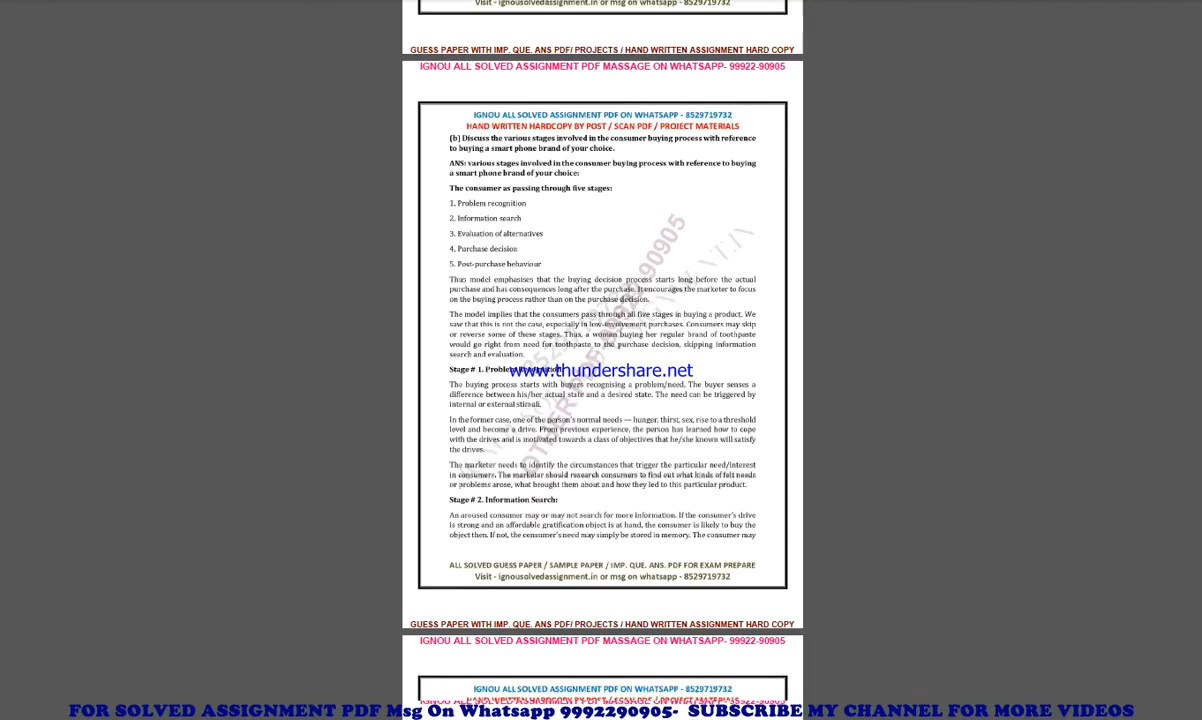 Visit - ignousolvedassignment.in or msg on whatsapp - 8529719732
GUESS PAPER WITH IMP. QUE. ANS PDF/ PROJECTS / HAND WRITTEN ASSIGNMENT HARD COPY
IGNOU ALL SOLVED ASSIGNMENT PDF MASSAGE ON WHATSAPP- 99922-90905
IGNOU ALL SOLVED ASSIGNMENT PDF ON WHATSAPP - 8529719732
HAND WRITTEN HARDCOPY BY POST / SCAN PDF / PROJECT MATERIALS
(b) Discuss the various stages involved in the consumer buying process with reference
to buying a smart phone brand of your choice.
ANS: various stages involved in the consumer buying process with reference to buying
a smart phone brand of your choice:
The consumer as passing through five stages:
1. Problem recognition
2. Information search
3. Evaluation of alternatives
4. Purchase decision
5. Post-purchase behaviour
Thus model emphasises that the buying decision process starts long before the actual
purchase and has consequences long after the purchase. It encourages the marketer to focus
on the buying process rather than on the purchase decision.
The model implies that the consumers pass through all five stages in buying a product. We
saw that this is not the case, especially in low-involvement purchases. Consumers may skip
or reverse some of these stages. Thus, a woman buying her regular brand of toothpaste
would go right from need for toothpaste to the purchase decision, skipping information
search and evaluation.
Stage # 1. Problem
www.thundershare.net
The buying process starts with buyers recognising a problem/need. The buyer senses a
difference between his/her actual state and a desired state. The need can be triggered by
internal or external stimuli.
In the former case, one of the person's normal needs — hunger, thirst, sex, rise to a threshold
level and become a drive. From previous experience, the person has learned how to cope
with the drives and is motivated towards a class of objectives that he/she known will satisfy
the drives.
The marketer needs to identify the circumstances that trigger the particular need/interest
in consumers. The marketer should research consumers to find out what kinds of felt needs
or problems arose, what brought them about and how they led to this particular product.
Stage # 2. Information Search:
An aroused consumer may or may not search for more information. If the consumer's drive
is strong and an affordable gratification object is at hand, the consumer is likely to buy the
object then. If not, the consumer's need may simply be stored in memory. The consumer may
ALL SOLVED GUESS PAPER / SAMPLE PAPER / IMP. QUE. ANS. PDF FOR EXAM PREPARE
Visit - ignousolvedassignment.in or msg on whatsapp - 8529719732
GUESS PAPER WITH IMP. QUE. ANS PDF/ PROJECTS / HAND WRITTEN ASSIGNMENT HARD COPY
IGNOU ALL SOLVED ASSIGNMENT PDF MASSAGE ON WHATSAPP- 99922-90905
IGNOU ALL SOLVED ASSIGNMENT PDF ON WHATSAPP - 8529719732
FOR SOLVED ASSIGNMENT PDF Msg On Whatsapp 9992290905- SUBSCRIBE MY CHANNEL FOR MORE VIDEOS